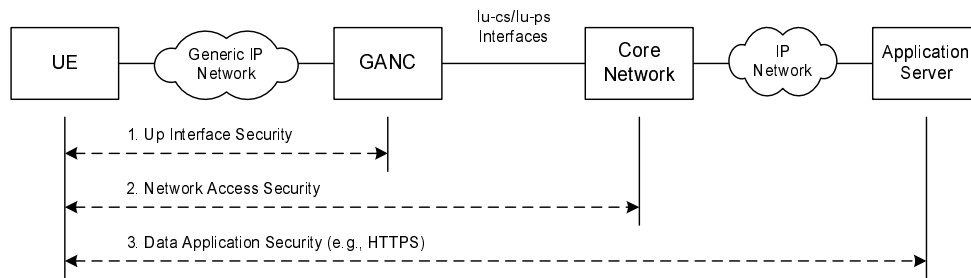 Iu-cs/Iu-ps
Interfaces
UE
Generic IP
Network
GANC
Core
Network
IP
Network
Application
Server
1. Up Interface Security
2. Network Access Security
3. Data Application Security (e.g., HTTPS)